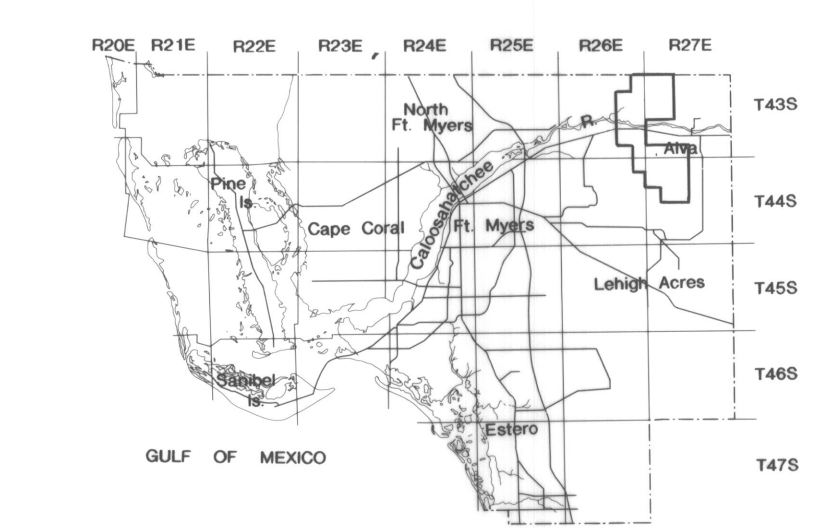 R20E R21E R22E R23E R24E R25E R26E R27E
T43S
North
Ft. Myers
R.
Alva
Pine
Is.
T44S
Caloosahatchee
Cape Coral
Ft. Myers
Lehigh Acres
T45S
Sanibel
Is.
T46S
Estero
GULF OF MEXICO
T47S